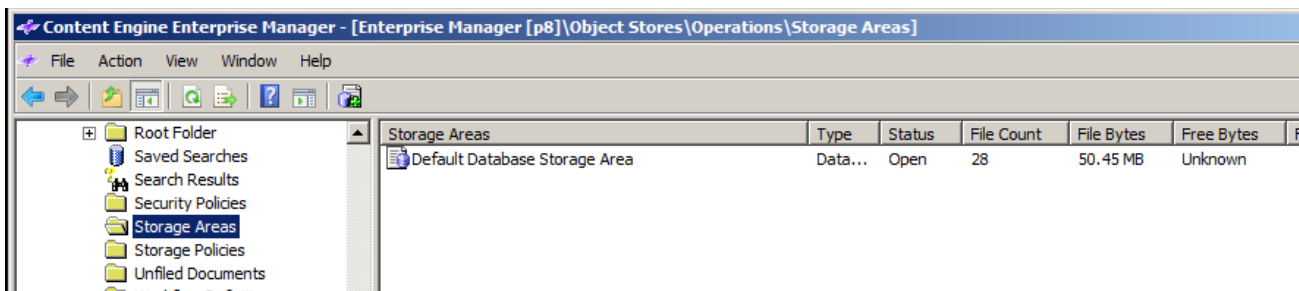 Content Engine Enterprise Manager - [Enterprise Manager [p8]\Object Stores\Operations\Storage Areas]
File Action View Window Help
Root Folder
Saved Searches
Search Results
Security Policies
Storage Areas
Storage Policies
Unfiled Documents
Storage Areas Type Status File Count File Bytes Free Bytes
Default Database Storage Area Data... Open 28 50.45 MB Unknown